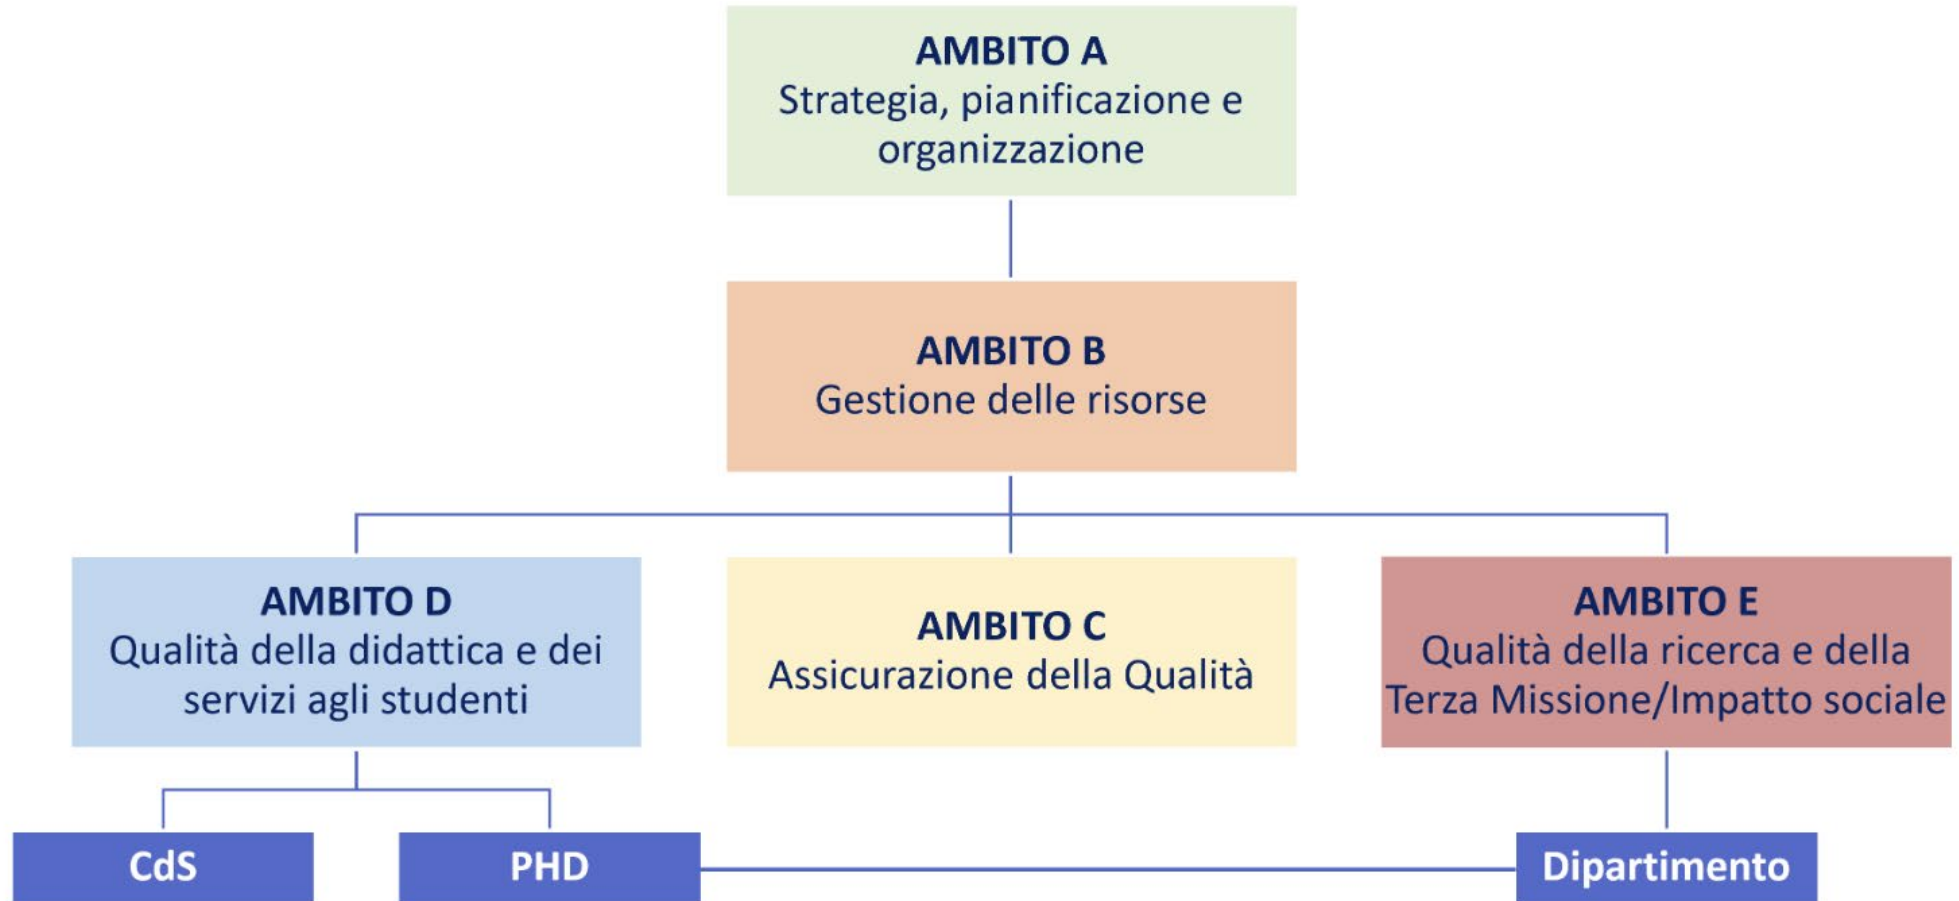 AMBITO A
Strategia, pianificazione e
organizzazione
AMBITO B
Gestione delle risorse
AMBITO D
Qualità della didattica e dei
servizi agli studenti
AMBITO C
Assicurazione della Qualità
AMBITO E
Qualità della ricerca e della
Terza Missione/Impatto sociale
CdS
PHD
Dipartimento